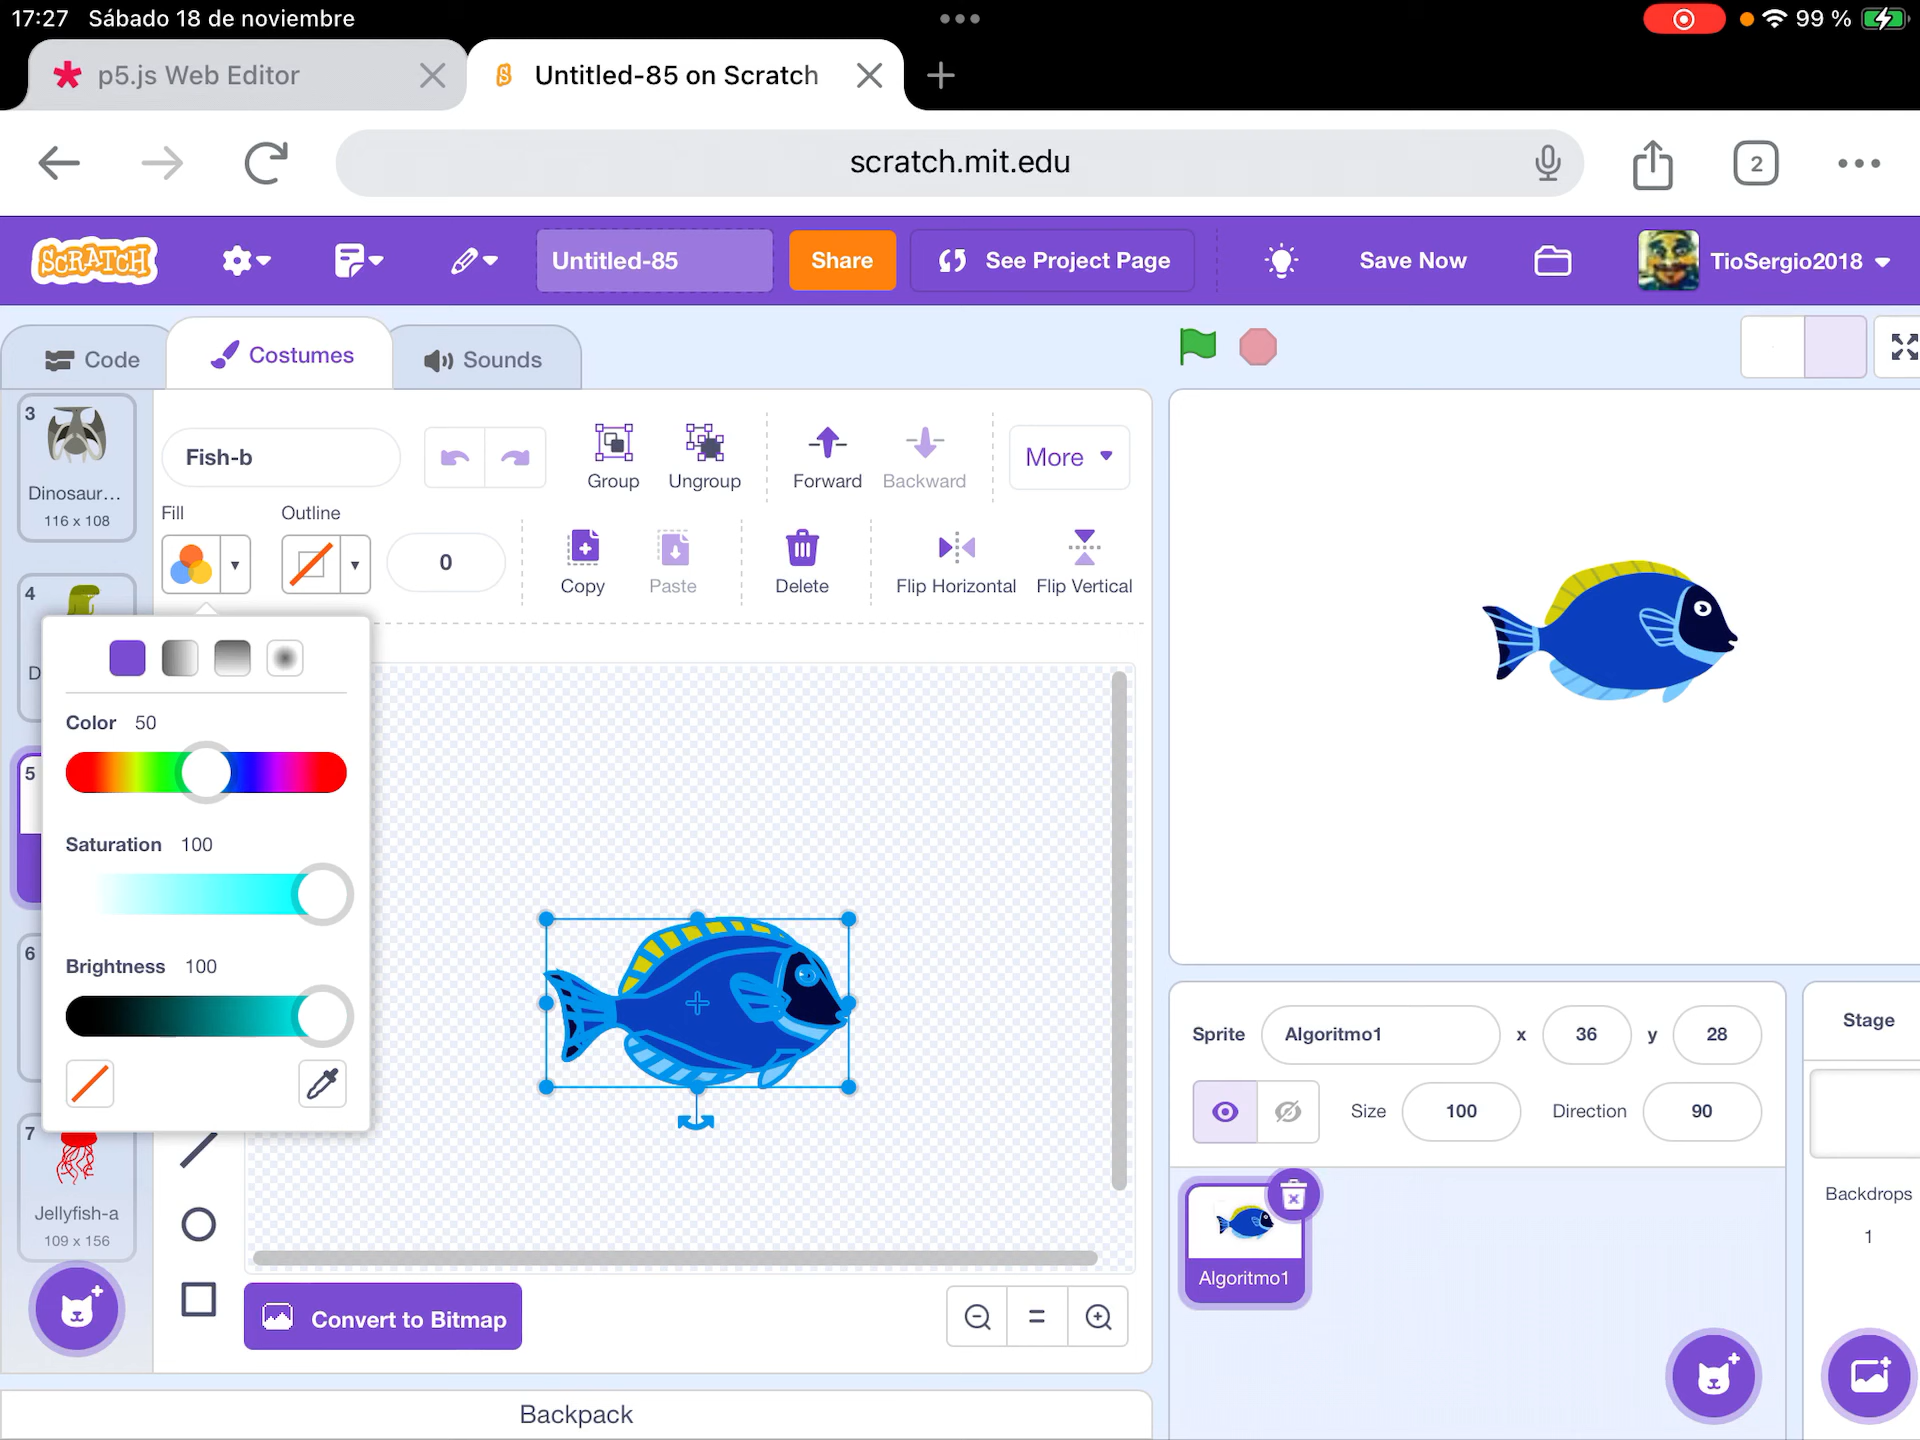 17:27 Sábado 18 de noviembre
99 %
p5.js Web Editor
Untitled-85 on Scratch
scratch.mit.edu
2
SCRATCH
Untitled-85
Share
See Project Page
Save Now
TioSergio2018
Code
Costumes
Sounds
3
Dinosaur...
116 x 108
Fish-b
Group
Ungroup
Forward
Backward
More
Fill
Outline
0
Copy
Paste
Delete
Flip Horizontal
Flip Vertical
4
D
Color 50
5
Saturation 100
6
Brightness 100
7
Jellyfish-a
109 x 156
Convert to Bitmap
Sprite
Algoritmo1
x
36
y
28
Size
100
Direction
90
Algoritmo1
Stage
Backdrops
1
Backpack